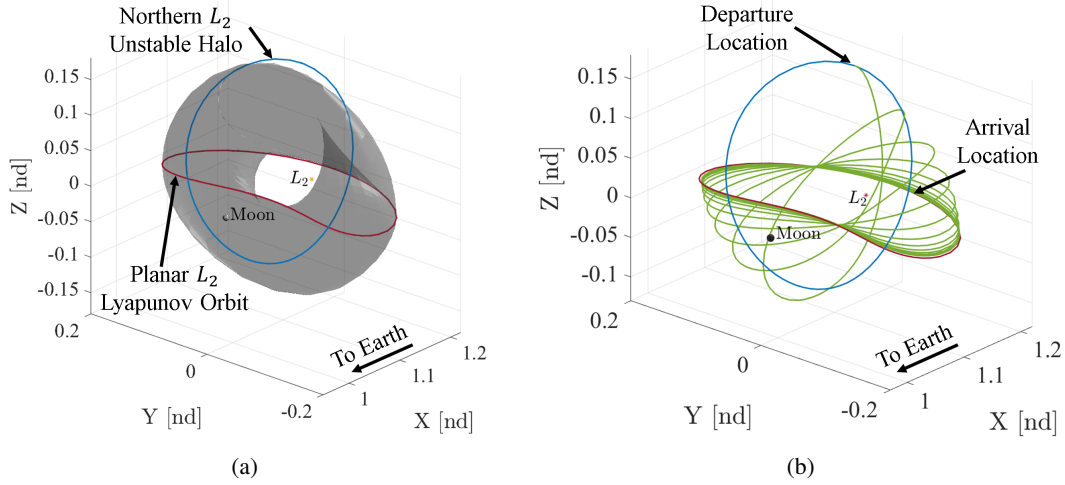 Northern L₂
Unstable Halo
0.15
0.1
0.05
0
-0.05
-0.1
-0.15
Z [nd]
L₂
Moon
Planar L₂
Lyapunov Orbit
To Earth
0.2
0
-0.2
Y [nd]
1
1.1
1.2
X [nd]
(a)
Departure
Location
Arrival
Location
0.15
0.1
0.05
0
-0.05
-0.1
Z [nd]
L₂
Moon
To Earth
0.2
0
-0.2
Y [nd]
1
1.1
1.2
X [nd]
(b)